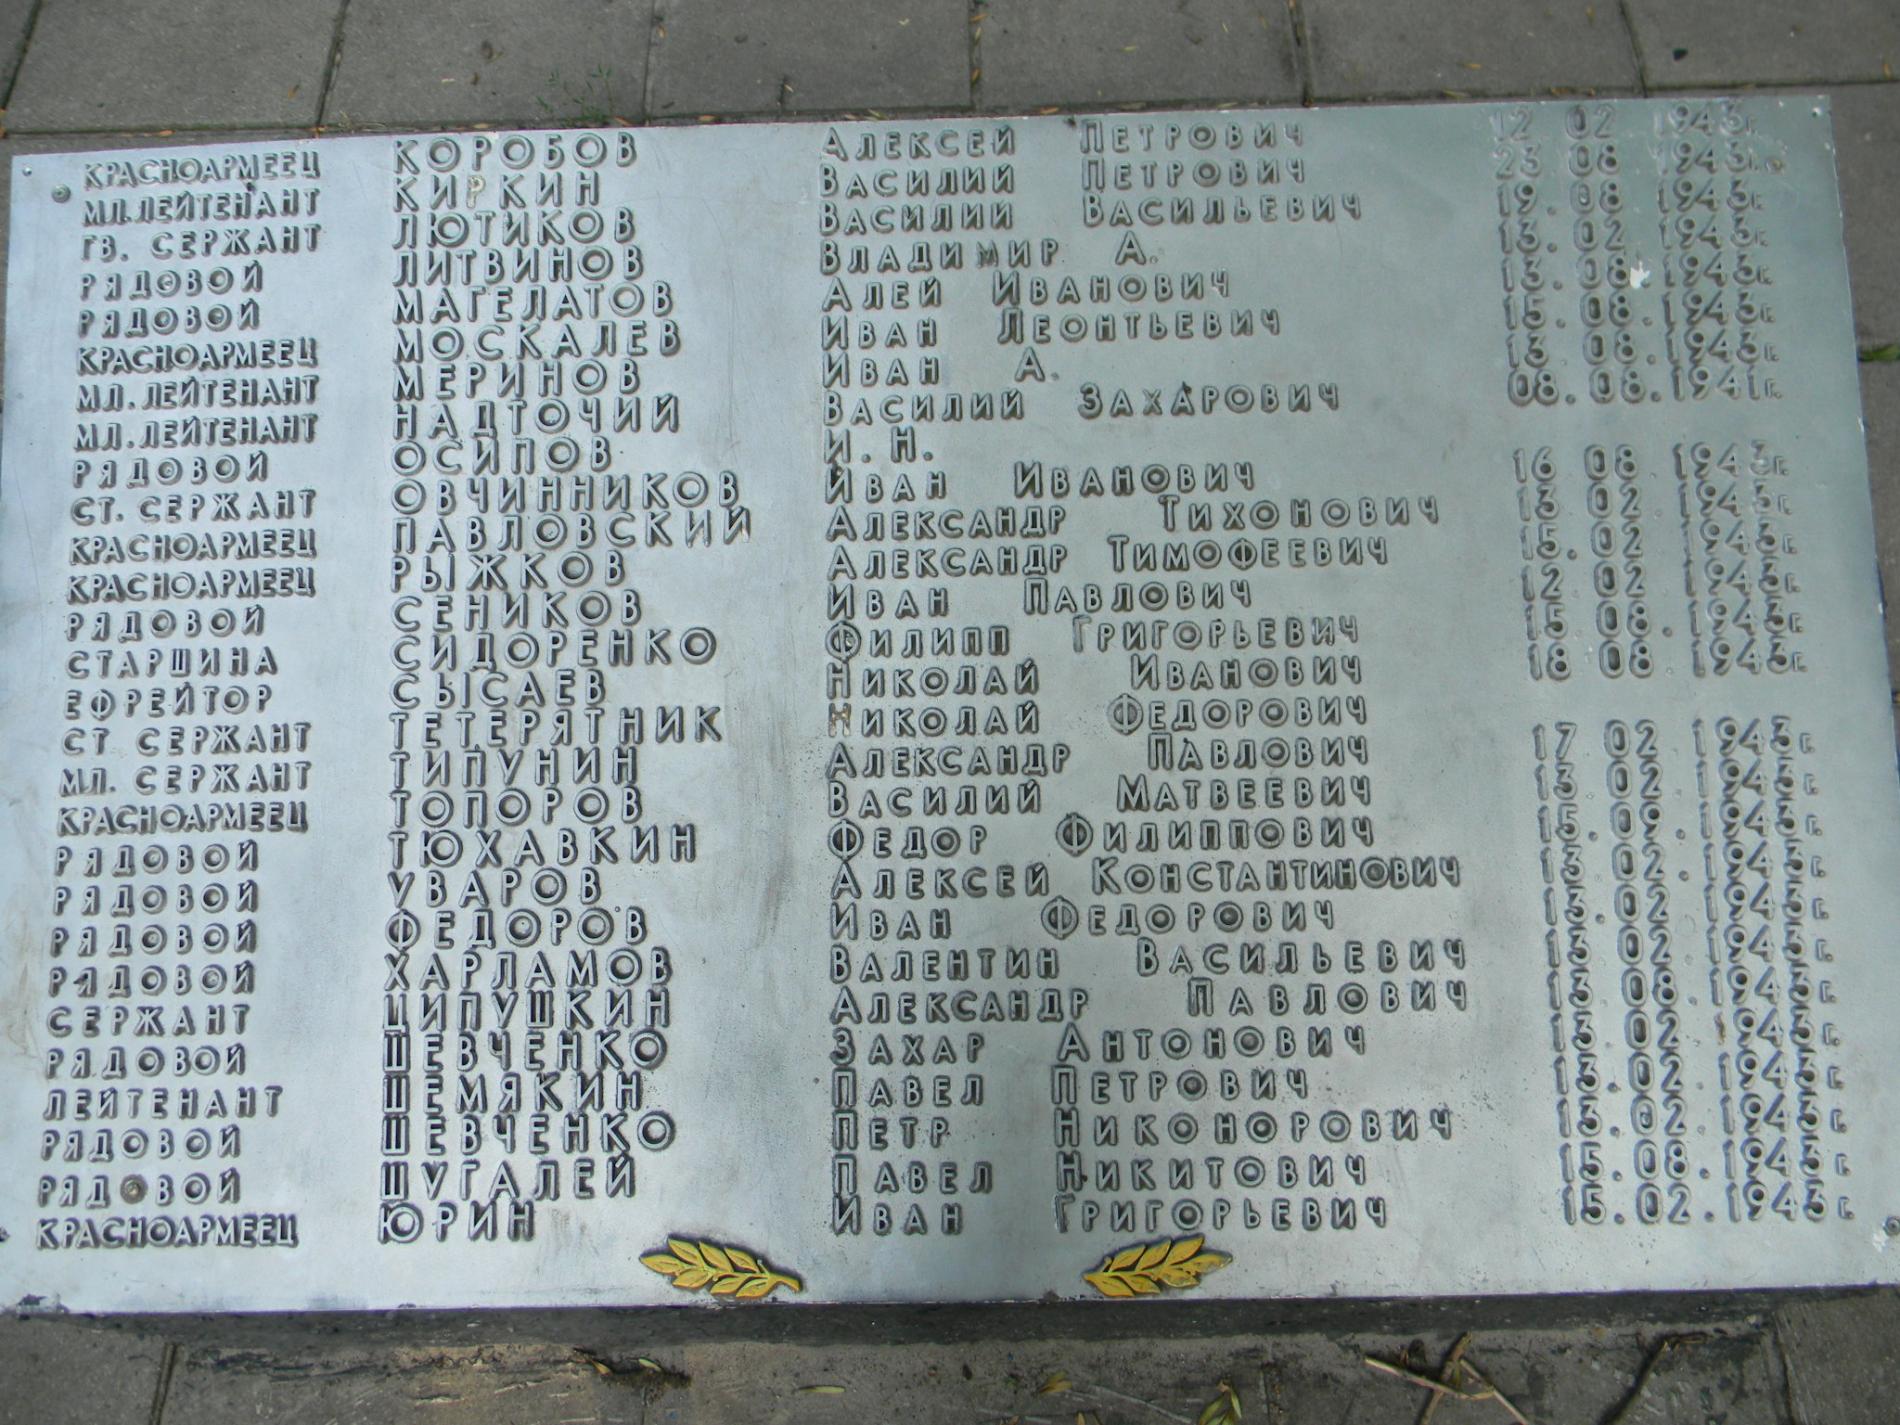 КРАСНОАРМЕЕЦ КОРОБОВ АЛЕКСЕЙ ПЕТРОВИЧ 12 02 1943г.
МЛ.ЛЕЙТЕНАНТ КИРКИН ВАСИЛИЙ ПЕТРОВИЧ 23 08 1943г.
ГВ. СЕРЖАНТ ЛЮТИКОВ ВАСИЛИЙ ВАСИЛЬЕВИЧ 19.08 1943г.
РЯДОВОЙ ЛИТВИНОВ ВЛАДИМИР А. 13.02 1943г.
РЯДОВОЙ МАГЕЛАТОВ АЛЕЙ ИВАНОВИЧ 13.08 1943г.
КРАСНОАРМЕЕЦ МОСКАЛЕВ ИВАН ЛЕОНТЬЕВИЧ 15.08.1943г.
МЛ. ЛЕЙТЕНАНТ МЕРИНОВ ИВАН А. 13.08.1943г.
МЛ.ЛЕЙТЕНАНТ НАДТОЧИЙ ВАСИЛИЙ ЗАХАРОВИЧ 08.08.1941г.
РЯДОВОЙ ОСИПОВ И. Н.
СТ. СЕРЖАНТ ОВЧИННИКОВ ИВАН ИВАНОВИЧ 16 08.1943г.
КРАСНОАРМЕЕЦ ПАВЛОВСКИЙ АЛЕКСАНДР ТИХОНОВИЧ 13 02.1943г.
КРАСНОАРМЕЕЦ РЫЖКОВ АЛЕКСАНДР ТИМОФЕЕВИЧ 15.02 1943г.
РЯДОВОЙ СЕНИКОВ ИВАН ПАВЛОВИЧ 12 02 1943г.
СТАРШИНА СИДОРЕНКО ФИЛИПП ГРИГОРЬЕВИЧ 15 08.1943г.
ЕФРЕЙТОР СЫСАЕВ НИКОЛАЙ ИВАНОВИЧ 18 08 1943г.
СТ СЕРЖАНТ ТЕТЕРЯТНИК НИКОЛАЙ ФЕДОРОВИЧ
МЛ. СЕРЖАНТ ТИПУНИН АЛЕКСАНДР ПАВЛОВИЧ 17 02.1943г.
КРАСНОАРМЕЕЦ ТОПОРОВ ВАСИЛИЙ МАТВЕЕВИЧ 13 02.1943г.
РЯДОВОЙ ТЮХАВКИН ФЕДОР ФИЛИППОВИЧ 15.09.1943г.
РЯДОВОЙ УВАРОВ АЛЕКСЕЙ КОНСТАНТИНОВИЧ 13 02.1943г.
РЯДОВОЙ ФЕДОРОВ ИВАН ФЕДОРОВИЧ 13.02 1943г.
РЯДОВОЙ ХАРЛАМОВ ВАЛЕНТИН ВАСИЛЬЕВИЧ 13 02.1943г.
СЕРЖАНТ ЦИПУШКИН АЛЕКСАНДР ПАВЛОВИЧ 13.08.1943г.
РЯДОВОЙ ШЕВЧЕНКО ЗАХАР АНТОНОВИЧ 13 02 1943г.
ЛЕЙТЕНАНТ ШЕМЯКИН ПАВЕЛ ПЕТРОВИЧ 13.02.1943г.
РЯДОВОЙ ШЕВЧЕНКО ПЕТР НИКОНОРОВИЧ 13.02.1943г.
РЯДОВОЙ ШУГАЛЕЙ ПАВЕЛ НИКИТОВИЧ 15.08.1943г.
КРАСНОАРМЕЕЦ ЮРИН ИВАН ГРИГОРЬЕВИЧ 15.02.1943г.